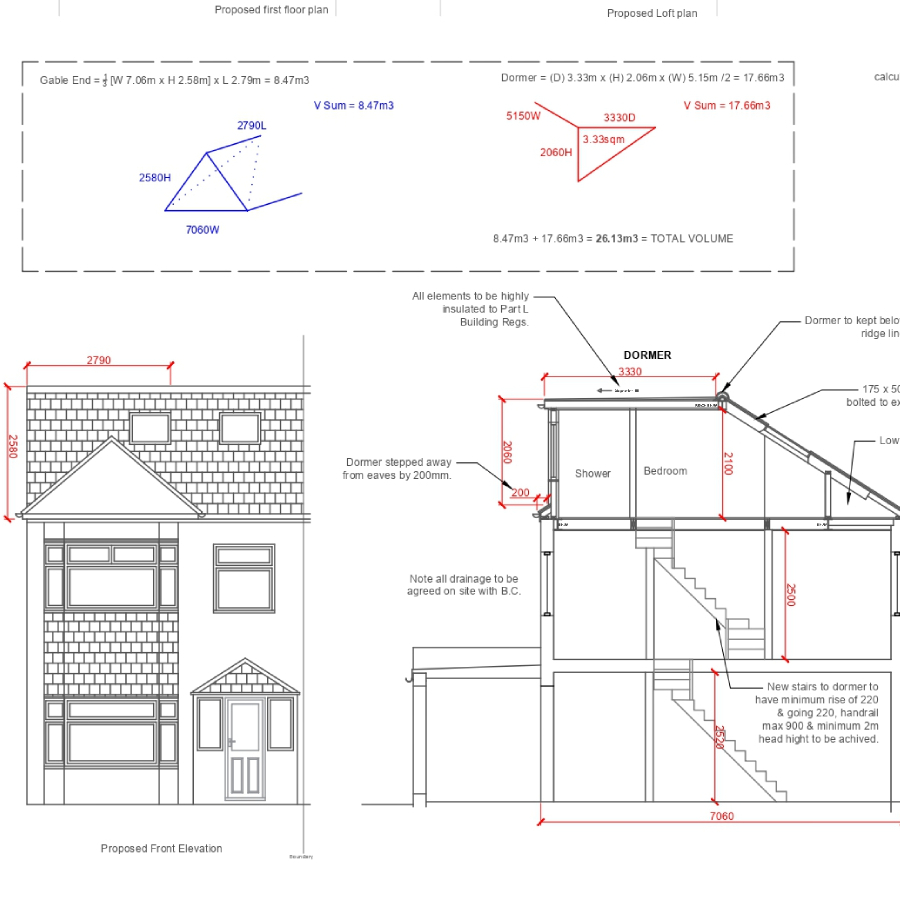 Proposed first floor plan
Proposed Loft plan
Gable End = 1/3 [W 7.06m x H 2.58m] x L 2.79m = 8.47m3
V Sum = 8.47m3
2790L
2580H
7060W
Dormer = (D) 3.33m x (H) 2.06m x (W) 5.15m /2 = 17.66m3
V Sum = 17.66m3
5150W
3330D
3.33sqm
2060H
8.47m3 + 17.66m3 = 26.13m3 = TOTAL VOLUME
calcu
All elements to be highly
insulated to Part L
Building Regs.
Dormer to kept belo
ridge lin
DORMER
3330
2790
2580
175 x 50
bolted to ex
Low
2060
2100
Shower
Bedroom
Dormer stepped away
from eaves by 200mm.
200
Note all drainage to be
agreed on site with B.C.
2500
New stairs to dormer to
have minimum rise of 220
& going 220, handrail
max 900 & minimum 2m
head hight to be achived.
2520
7060
Proposed Front Elevation
Boundary